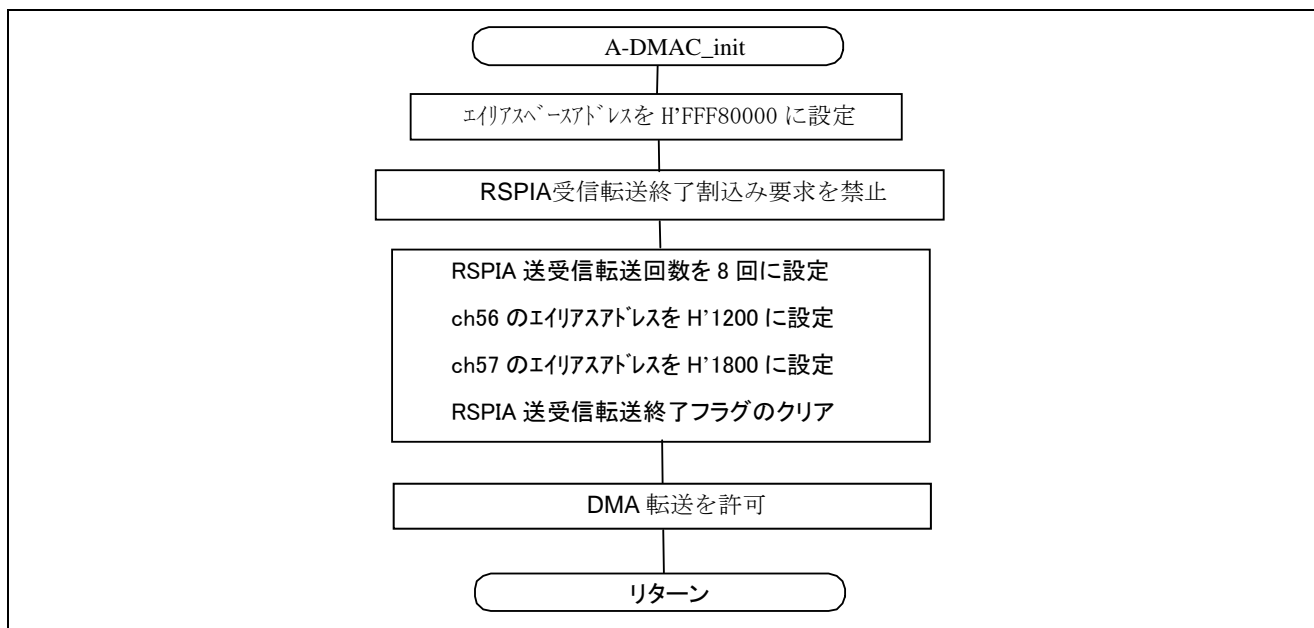 A-DMAC_init
ｴｲﾘｱｽﾍﾞｰｽｱﾄﾞﾚｽを H’FFF80000 に設定
RSPIA受信転送終了割込み要求を禁止
RSPIA 送受信転送回数を 8 回に設定
ch56 のｴｲﾘｱｽｱﾄﾞﾚｽを H’1200 に設定
ch57 のｴｲﾘｱｽｱﾄﾞﾚｽを H’1800 に設定
RSPIA 送受信転送終了フラグのクリア
DMA 転送を許可
リターン